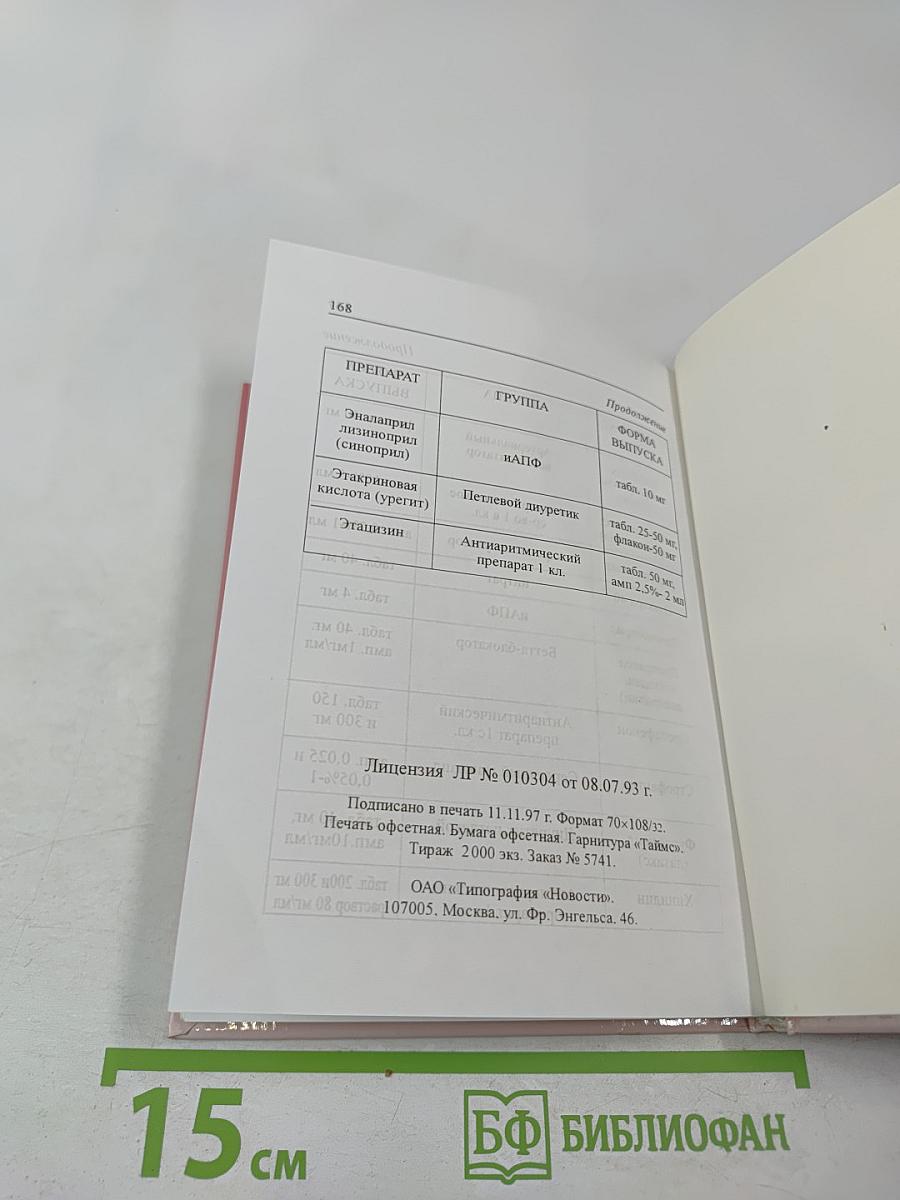 168
Продолжение
ПРЕПАРАТ
ГРУППА
ФОРМА
ВЫПУСКА
Эналаприл
лизиноприл
(синоприл)
иАПФ
табл. 10 мг
Этакриновая
кислота (урегит)
Петлевой диуретик
табл. 25-50 мг,
флакон-50 мг
Этацизин
Антиаритмический
препарат 1 кл.
табл. 50 мг,
амп 2,5%- 2 мл
Лицензия ЛР № 010304 от 08.07.93 г.
Подписано в печать 11.11.97 г. Формат 70×108/32.
Печать офсетная. Бумага офсетная. Гарнитура «Таймс».
Тираж 2000 экз. Заказ № 5741.
ОАО «Типография «Новости».
107005, Москва, ул. Фр. Энгельса, 46.
15 см
БФ БИБЛИОФАН